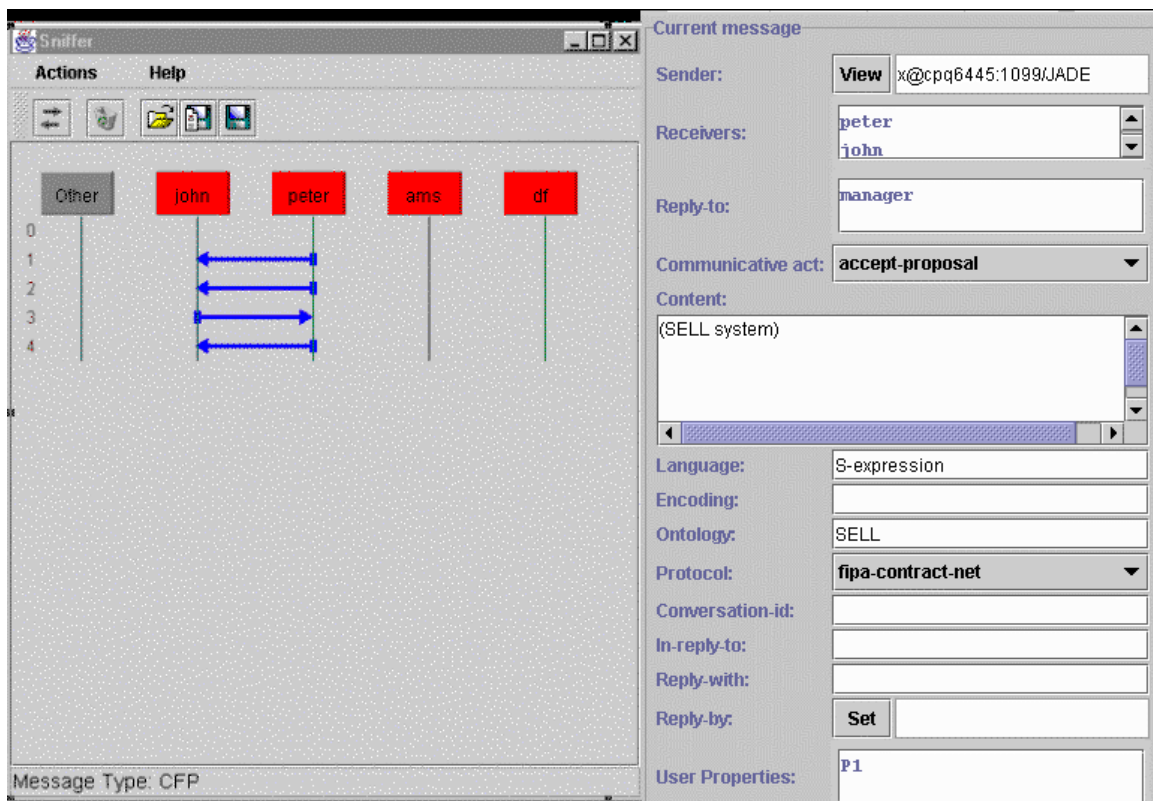 Sniffer
Actions Help
Other john peter ams df
0
1
2
3
4
Message Type: CFP
Current message
Sender: View x@cpq6445:1099/JADE
Receivers: peter
john
Reply-to: manager
Communicative act: accept-proposal
Content:
(SELL system)
Language: S-expression
Encoding:
Ontology: SELL
Protocol: fipa-contract-net
Conversation-id:
In-reply-to:
Reply-with:
Reply-by: Set
User Properties: P1